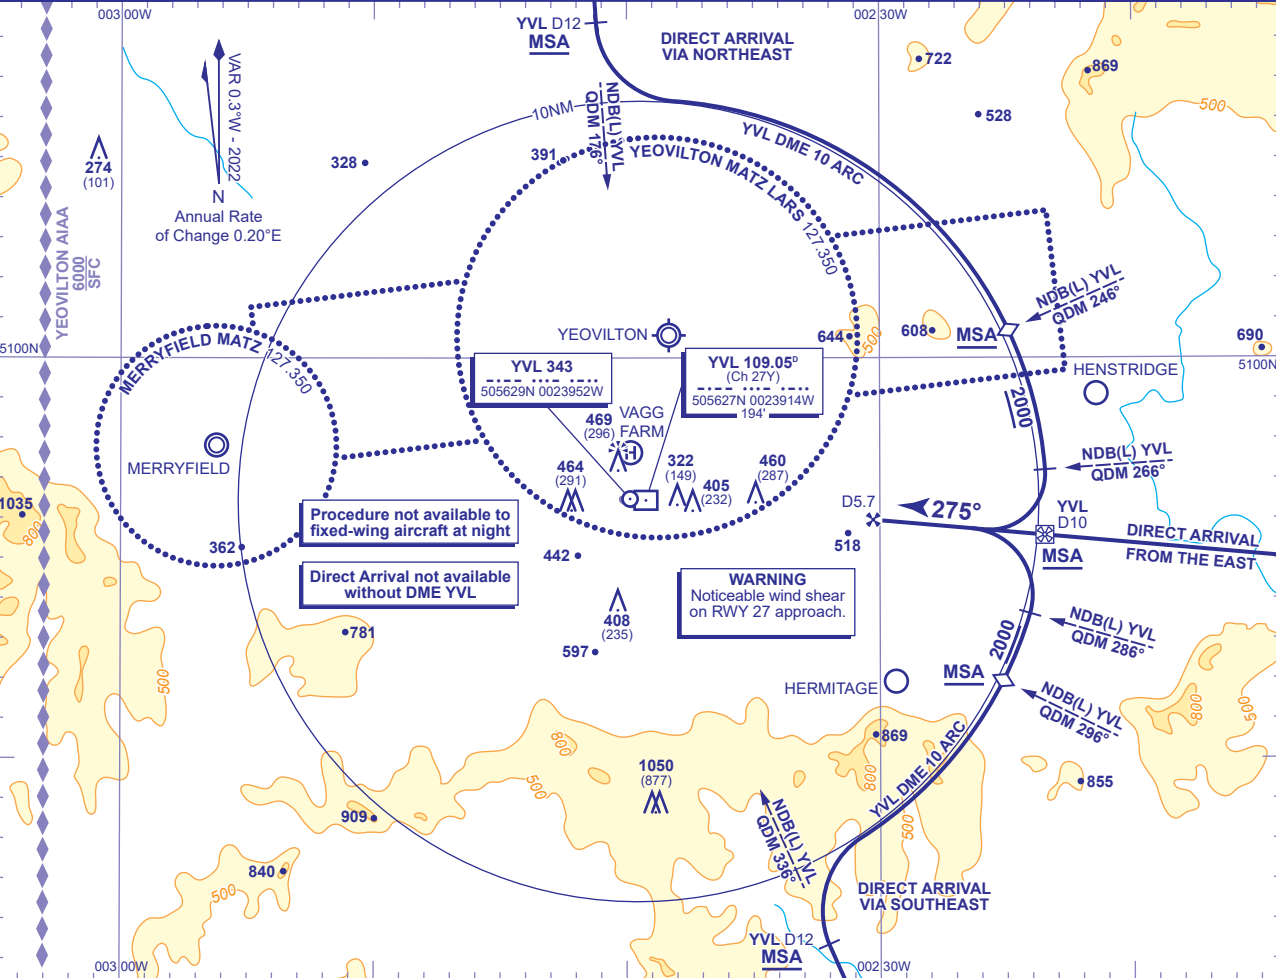 003 00W
002 30W
YVL D12
MSA
DIRECT ARRIVAL
VIA NORTHEAST
722
869
500
528
VAR 0.3°W - 2022
N
Annual Rate
of Change 0.20°E
274
(101)
328
391
10NM
NDB(L) YVL
QDM 176°
YVL DME 10 ARC
YEOVILTON MATZ LARS 127.350
YEOVILTON AIAA
6000
SFC
NDB(L) YVL
QDM 246°
5100N
MERRYFIELD MATZ 127.350
YEOVILTON
644
500
608
MSA
690
5100N
HENSTRIDGE
YVL 343
505629N 0023952W
YVL 109.05D
(Ch 27Y)
505627N 0023914W
194'
2000
469
(296)
VAGG
FARM
MERRYFIELD
464
(291)
322
(149)
405
(232)
460
(287)
NDB(L) YVL
QDM 266°
1035
800
D5.7
275°
YVL
D10
MSA
DIRECT ARRIVAL
FROM THE EAST
Procedure not available to
fixed-wing aircraft at night
362
442
518
Direct Arrival not available
without DME YVL
WARNING
Noticeable wind shear
on RWY 27 approach.
408
(235)
781
597
2000
NDB(L) YVL
QDM 286°
500
HERMITAGE
MSA
NDB(L) YVL
QDM 296°
800
500
800
869
800
1050
(877)
500
855
909
YVL DME 10 ARC
500
NDB(L) YVL
QDM 336°
840
500
DIRECT ARRIVAL
VIA SOUTHEAST
YVL D12
MSA
003 00W
002 30W